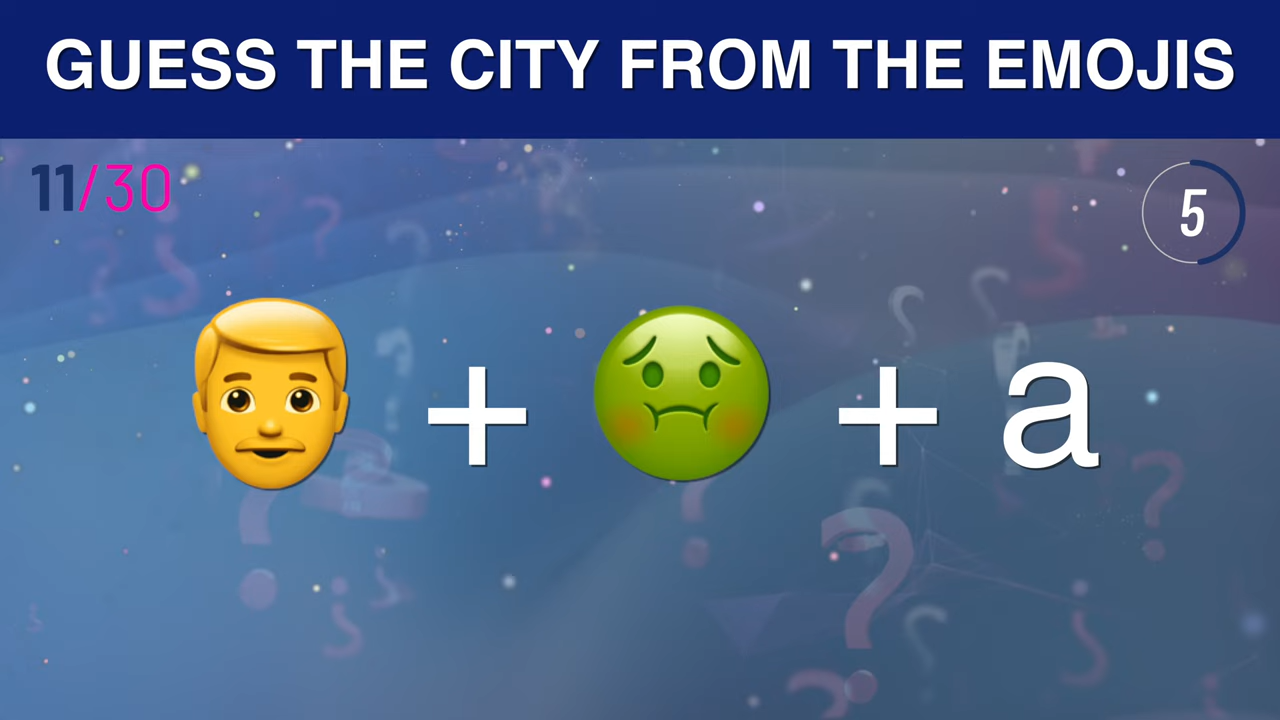 GUESS THE CITY FROM THE EMOJIS
11/30
5
+ + a